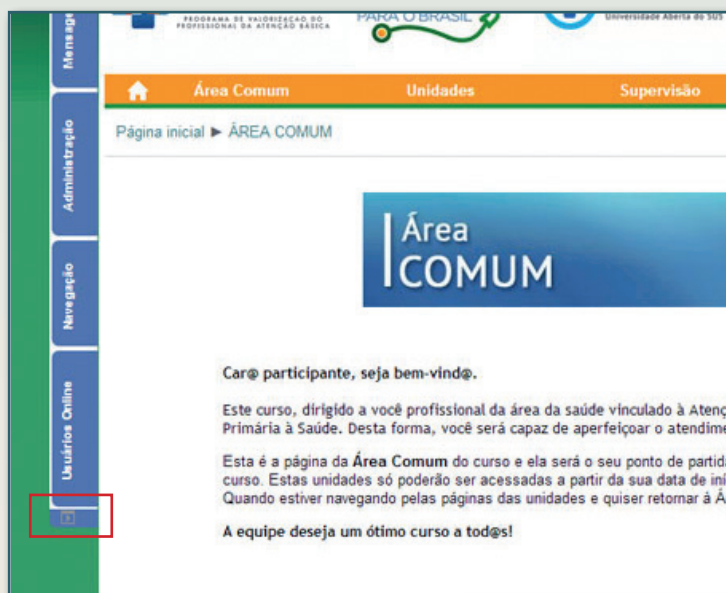 Mensage
PROGRAMA DE VALORIZAÇÃO DO
PROFISSIONAL DA ATENÇÃO BÁSICA
PARA O BRASIL
Universidade Aberta do SUS
Área Comum Unidades Supervisão
Página inicial ► ÁREA COMUM
Administração
Navegação
Usuários Online
Área
COMUM
Car@ participante, seja bem-vind@.
Este curso, dirigido a você profissional da área da saúde vinculado à Atenç
Primária à Saúde. Desta forma, você será capaz de aperfeiçoar o atendime
Esta é a página da Área Comum do curso e ela será o seu ponto de partida
curso. Estas unidades só poderão ser acessadas a partir da sua data de iní
Quando estiver navegando pelas páginas das unidades e quiser retornar à Á
A equipe deseja um ótimo curso a tod@s!